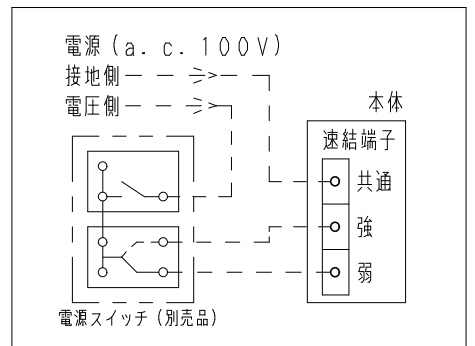 電源(a.c.100V)
接地側
電圧側
本体
速結端子
共通
強
弱
電源スイッチ(別売品)